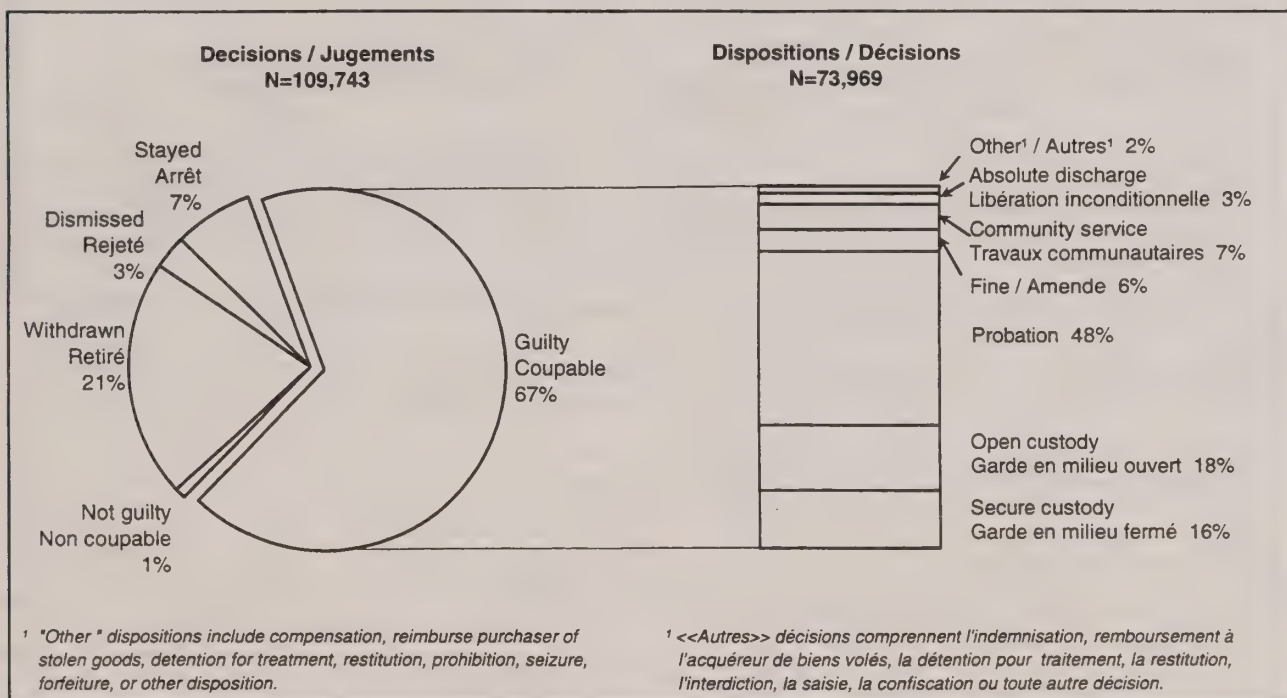 Decisions / Jugements
N=109,743
Stayed
Arrêt
7%
Dismissed
Rejeté
3%
Withdrawn
Retiré
21%
Not guilty
Non coupable
1%
Guilty
Coupable
67%
Dispositions / Décisions
N=73,969
Other¹ / Autres¹ 2%
Absolute discharge
Libération inconditionnelle 3%
Community service
Travaux communautaires 7%
Fine / Amende 6%
Probation 48%
Open custody
Garde en milieu ouvert 18%
Secure custody
Garde en milieu fermé 16%
¹ "Other " dispositions include compensation, reimburse purchaser of
stolen goods, detention for treatment, restitution, prohibition, seizure,
forfeiture, or other disposition.
¹ <<Autres>> décisions comprennent l'indemnisation, remboursement à
l'acquéreur de biens volés, la détention pour traitement, la restitution,
l'interdiction, la saisie, la confiscation ou toute autre décision.